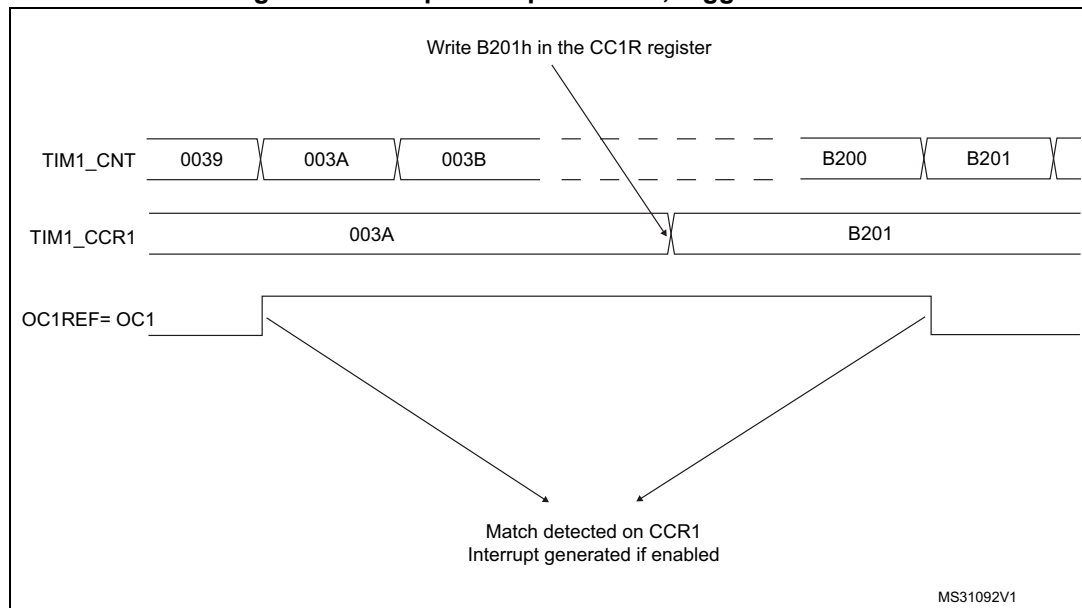 Write B201h in the CC1R register
TIM1_CNT 0039 003A 003B B200 B201
TIM1_CCR1 003A B201
OC1REF= OC1
Match detected on CCR1
Interrupt generated if enabled
MS31092V1